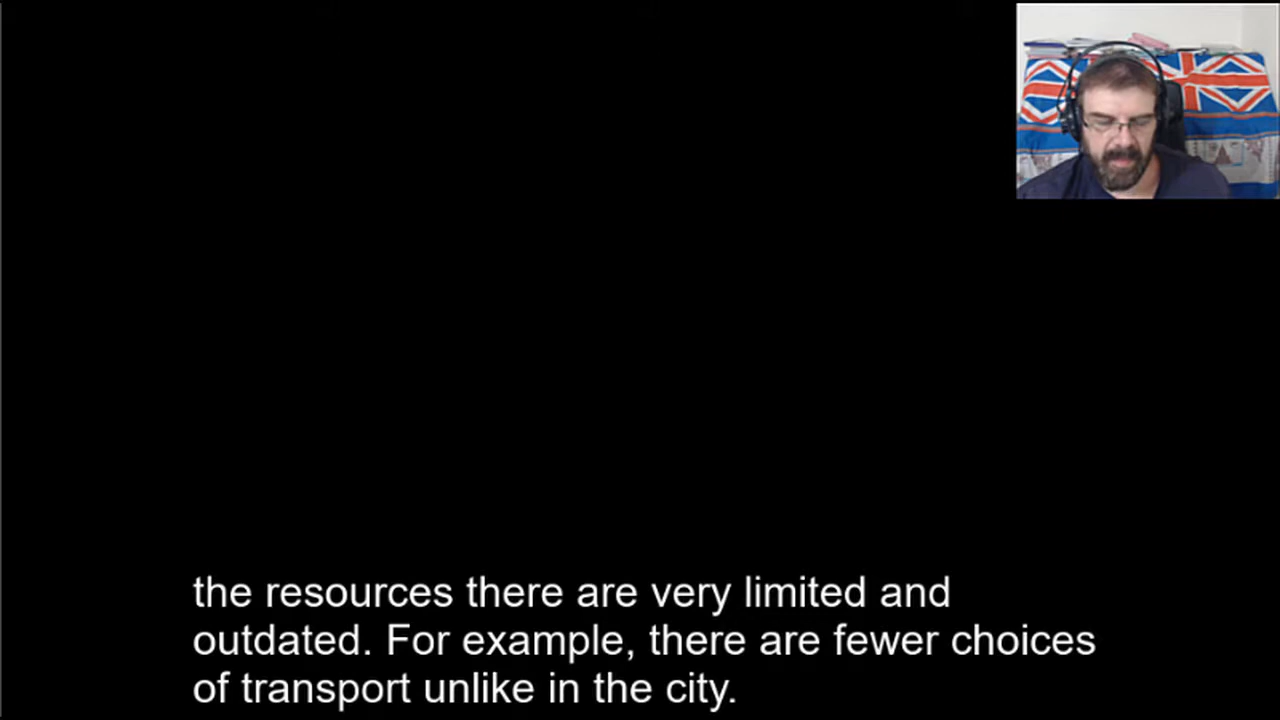 the resources there are very limited and
outdated. For example, there are fewer choices
of transport unlike in the city.